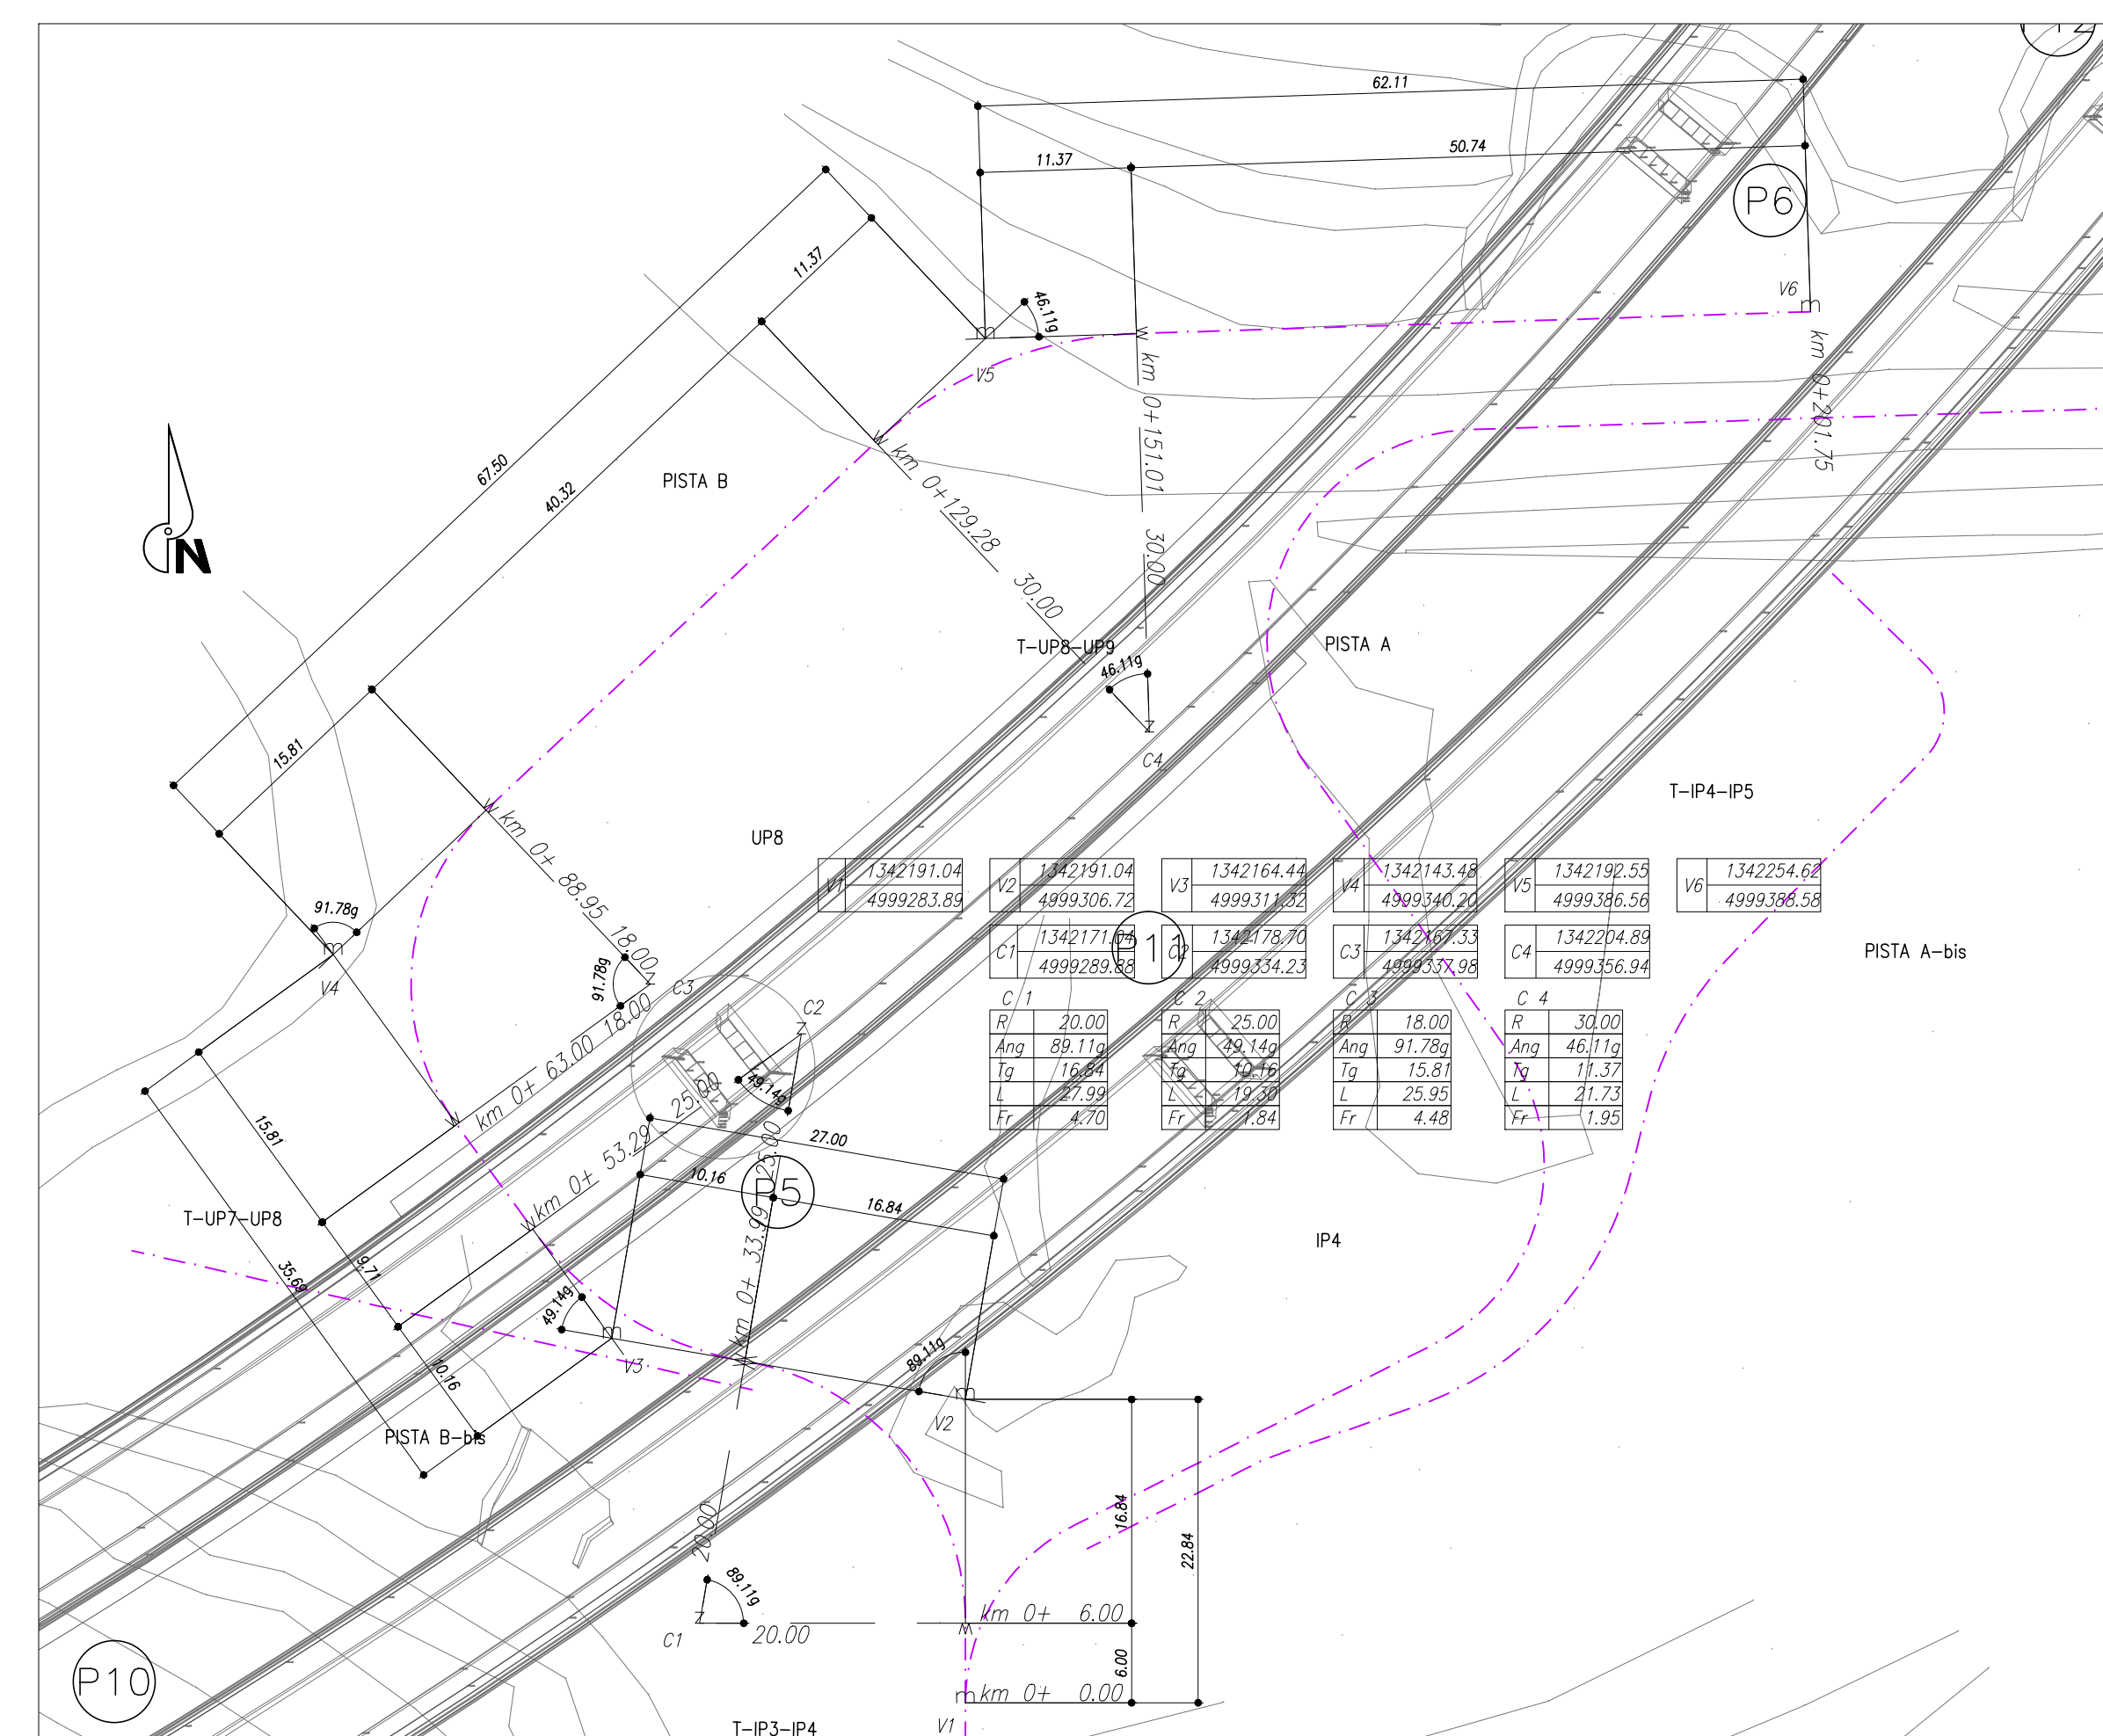 62.11
11.37
50.74
P6
11.37
46.11g
V6
V5
km 0+201.75
km 0+151.01
30.00
67.50
40.32
PISTA B
km 0+129.28
30.00
N
T-UP8-UP9
PISTA A
46.11g
C4
15.81
T-IP4-IP5
UP8
V1 1342191.04 4999283.89
V2 1342191.04 4999306.72
V3 1342164.44 4999311.32
V4 1342143.48 4999340.20
V5 1342192.55 4999386.56
V6 1342254.62 4999388.58
km 0+ 88.95
18.00
91.78g
V4
C1 1342171.04 4999289.88
P11
C2 1342178.70 4999334.23
C3 1342167.33 4999337.98
C4 1342204.89 4999356.94
PISTA A-bis
91.78g
C3
C2
C 1
R 20.00
Ang 89.11g
Tg 16.84
L 27.99
Fr 4.70
C 2
R 25.00
Ang 49.14g
Tg 10.16
L 19.30
Fr 1.84
C 3
R 18.00
Ang 91.78g
Tg 15.81
L 25.95
Fr 4.48
C 4
R 30.00
Ang 46.11g
Tg 11.37
L 21.73
Fr 1.95
km 0+ 63.00
18.00
49.14g
15.81
km 0+ 53.29
25.00
27.00
10.16
P5
16.84
T-UP7-UP8
km 0+ 33.99
25.00
IP4
35.69
9.71
49.14g
V3
89.11g
10.16
V2
PISTA B-bis
16.84
22.84
20.00
89.11g
C1
20.00
km 0+ 6.00
6.00
P10
km 0+ 0.00
V1
T-IP3-IP4